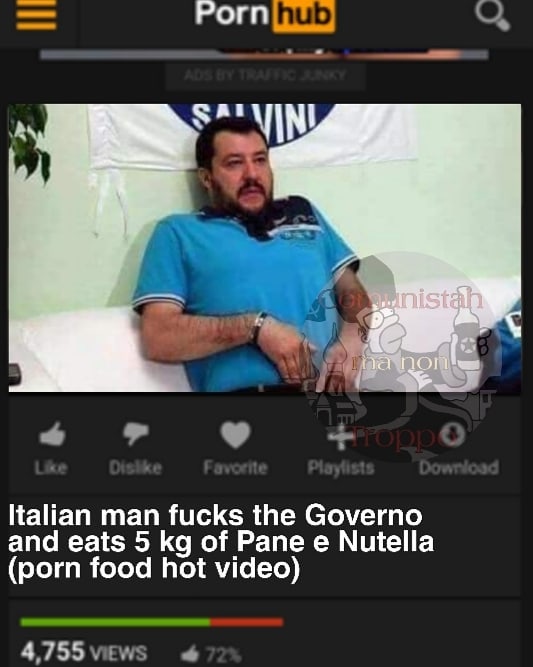 Porn hub
ADS BY TRAFFIC JUNKY
SALVINI
Comunistah
ma non
Troppo
Like Dislike Favorite Playlists Download
Italian man fucks the Governo
and eats 5 kg of Pane e Nutella
(porn food hot video)
4,755 VIEWS 72%